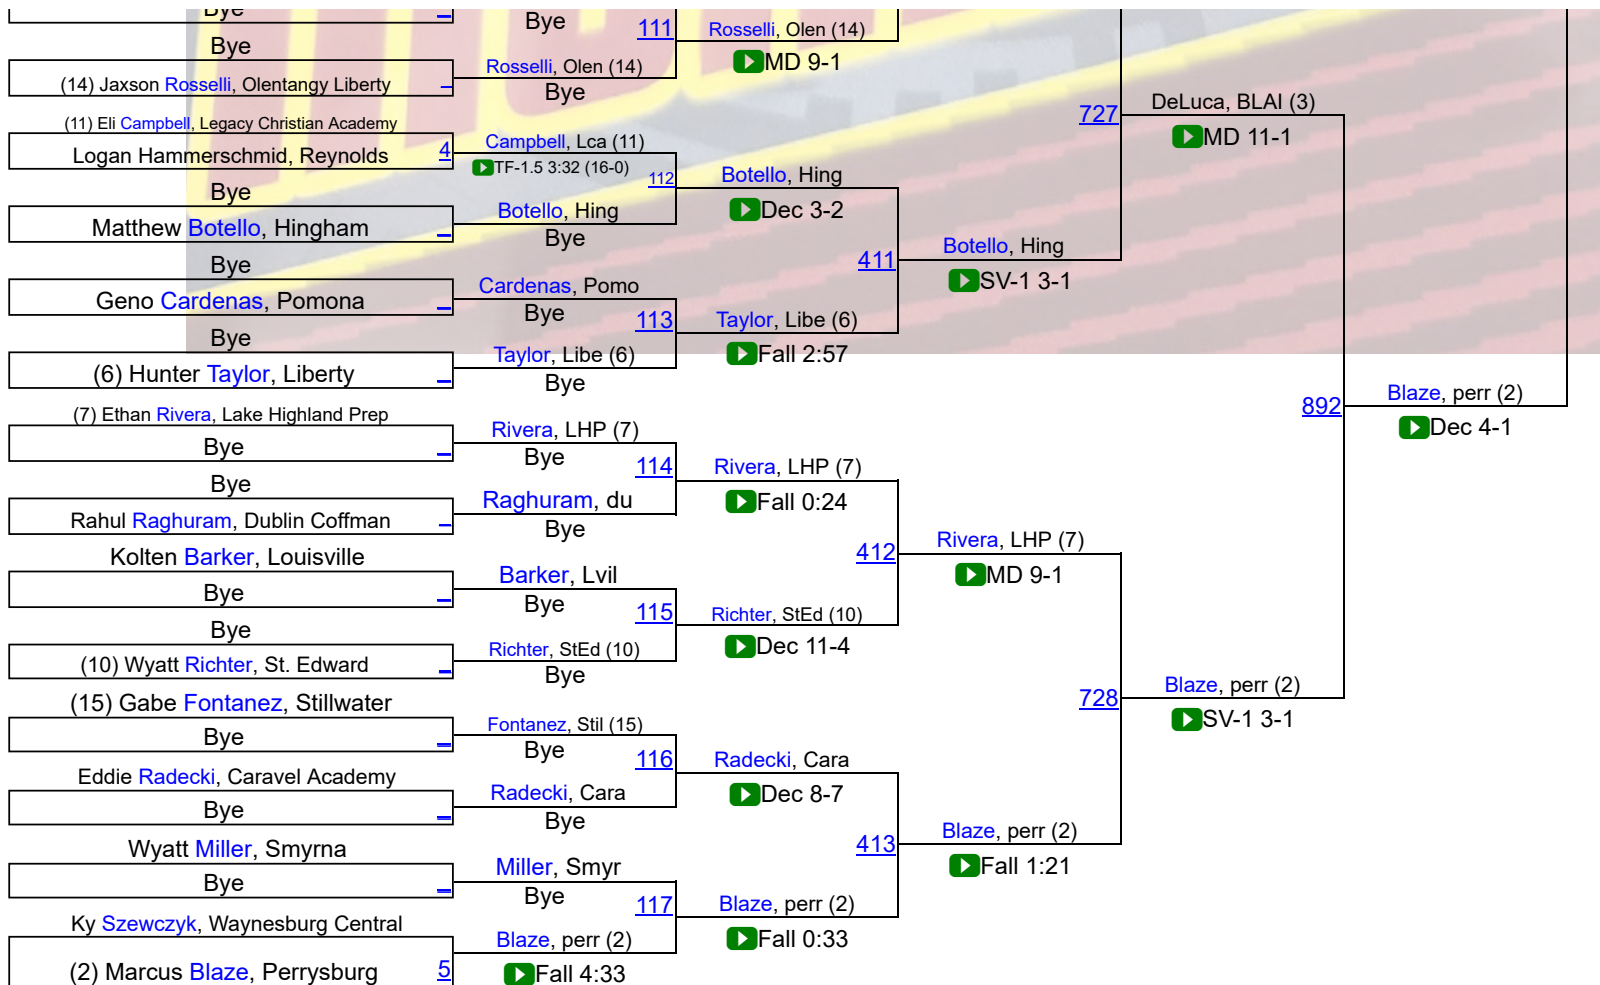 Bye
Bye
(14) Jaxson Rosselli, Olentangy Liberty
(11) Eli Campbell, Legacy Christian Academy
Logan Hammerschmid, Reynolds 4
Bye
Matthew Botello, Hingham
Bye
Geno Cardenas, Pomona
Bye
(6) Hunter Taylor, Liberty
(7) Ethan Rivera, Lake Highland Prep
Bye
Bye
Rahul Raghuram, Dublin Coffman
Kolten Barker, Louisville
Bye
Bye
(10) Wyatt Richter, St. Edward
(15) Gabe Fontanez, Stillwater
Bye
Eddie Radecki, Caravel Academy
Bye
Wyatt Miller, Smyrna
Bye
Ky Szewczyk, Waynesburg Central
(2) Marcus Blaze, Perrysburg 5
Bye
111
Rosselli, Olen (14)
Bye
Campbell, Lca (11)
TF-1.5 3:32 (16-0)
112
Botello, Hing
Bye
Cardenas, Pomo
Bye
113
Taylor, Libe (6)
Bye
Rivera, LHP (7)
Bye
114
Raghuram, du
Bye
Barker, Lvil
Bye
115
Richter, StEd (10)
Bye
Fontanez, Stil (15)
Bye
116
Radecki, Cara
Bye
Miller, Smyr
Bye
117
Blaze, perr (2)
Fall 4:33
Rosselli, Olen (14)
MD 9-1
Botello, Hing
Dec 3-2
411
Taylor, Libe (6)
Fall 2:57
Rivera, LHP (7)
Fall 0:24
412
Richter, StEd (10)
Dec 11-4
Radecki, Cara
Dec 8-7
413
Blaze, perr (2)
Fall 0:33
727
Botello, Hing
SV-1 3-1
Rivera, LHP (7)
MD 9-1
728
Blaze, perr (2)
Fall 1:21
DeLuca, BLAI (3)
MD 11-1
892
Blaze, perr (2)
SV-1 3-1
Blaze, perr (2)
Dec 4-1